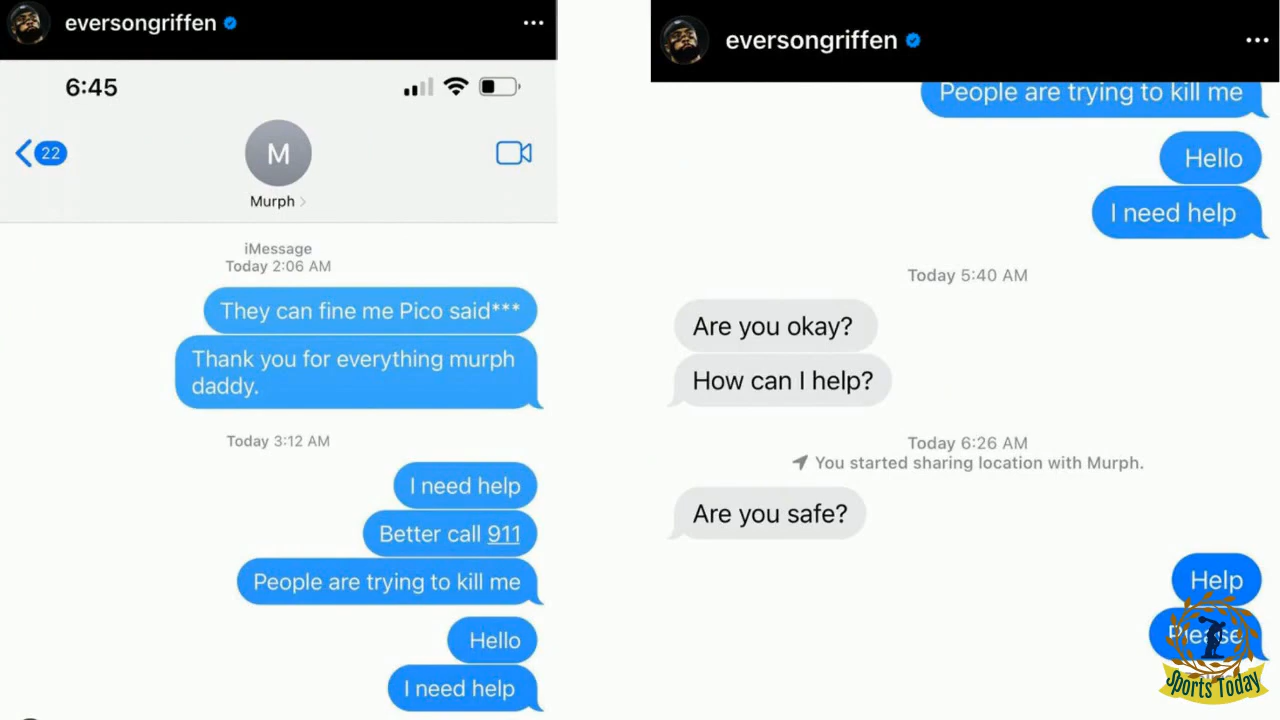 eversongriffen
6:45
22
M
Murph
iMessage
Today 2:06 AM
They can fine me Pico said***
Thank you for everything murph
daddy.
Today 3:12 AM
I need help
Better call 911
People are trying to kill me
Hello
I need help
eversongriffen
People are trying to kill me
Hello
I need help
Today 5:40 AM
Are you okay?
How can I help?
Today 6:26 AM
You started sharing location with Murph.
Are you safe?
Help
Please
Sports Today